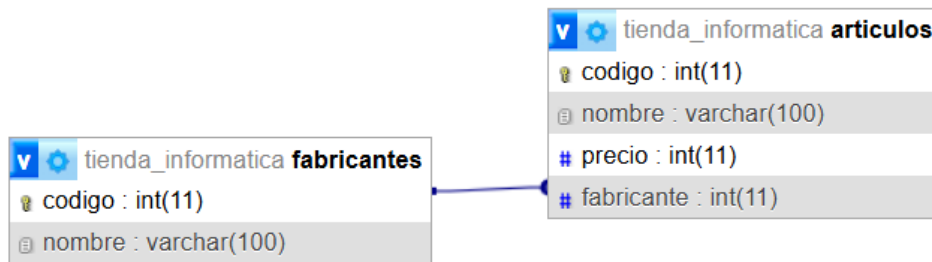 v tienda_informatica articulos
codigo : int(11)
nombre : varchar(100)
# precio : int(11)
# fabricante : int(11)
v tienda_informatica fabricantes
codigo : int(11)
nombre : varchar(100)